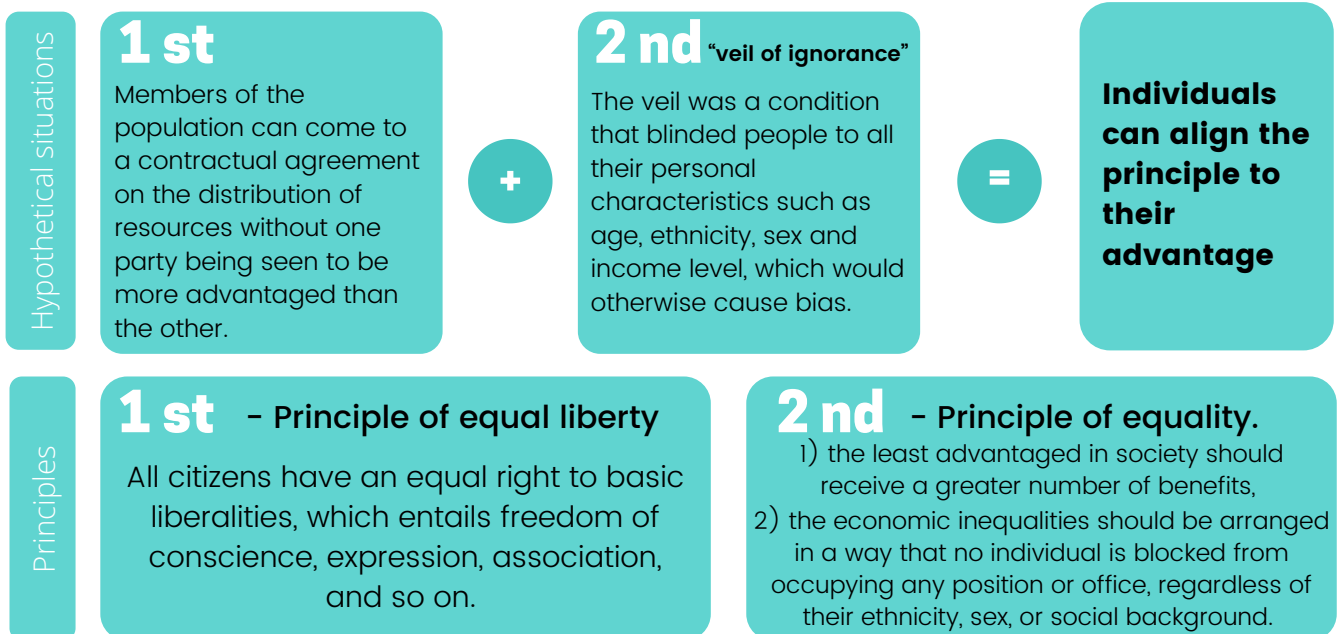 Hypothetical situations
1 st
Members of the
population can come to
a contractual agreement
on the distribution of
resources without one
party being seen to be
more advantaged than
the other.
+
2 nd "veil of ignorance"
The veil was a condition
that blinded people to all
their personal
characteristics such as
age, ethnicity, sex and
income level, which would
otherwise cause bias.
=
Individuals
can align the
principle to
their
advantage
Principles
1 st - Principle of equal liberty
All citizens have an equal right to basic
liberalities, which entails freedom of
conscience, expression, association,
and so on.
2 nd - Principle of equality.
1) the least advantaged in society should
receive a greater number of benefits,
2) the economic inequalities should be arranged
in a way that no individual is blocked from
occupying any position or office, regardless of
their ethnicity, sex, or social background.